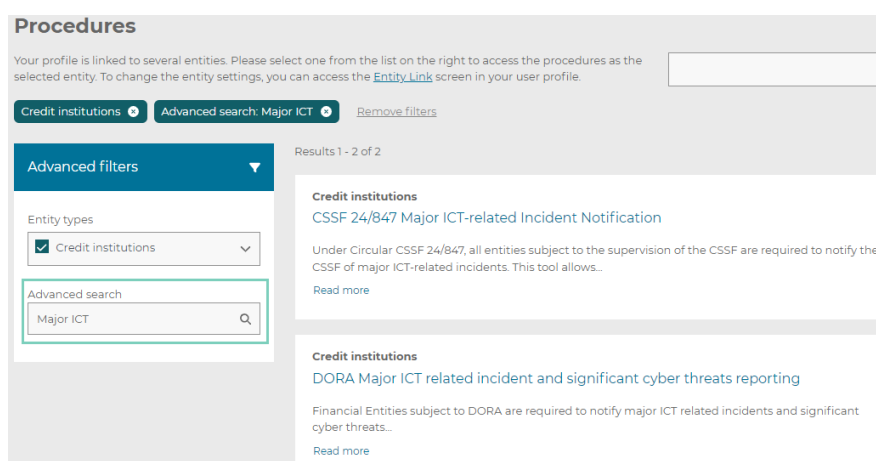 Procedures
Your profile is linked to several entities. Please select one from the list on the right to access the procedures as the
selected entity. To change the entity settings, you can access the Entity Link screen in your user profile.
Credit institutions
Advanced search: Major ICT
Remove filters
Advanced filters
Entity types
Credit institutions
Advanced search
Major ICT
Results 1 - 2 of 2
Credit institutions
CSSF 24/847 Major ICT-related Incident Notification
Under Circular CSSF 24/847, all entities subject to the supervision of the CSSF are required to notify the
CSSF of major ICT-related incidents. This tool allows...
Read more
Credit institutions
DORA Major ICT related incident and significant cyber threats reporting
Financial Entities subject to DORA are required to notify major ICT related incidents and significant
cyber threats...
Read more